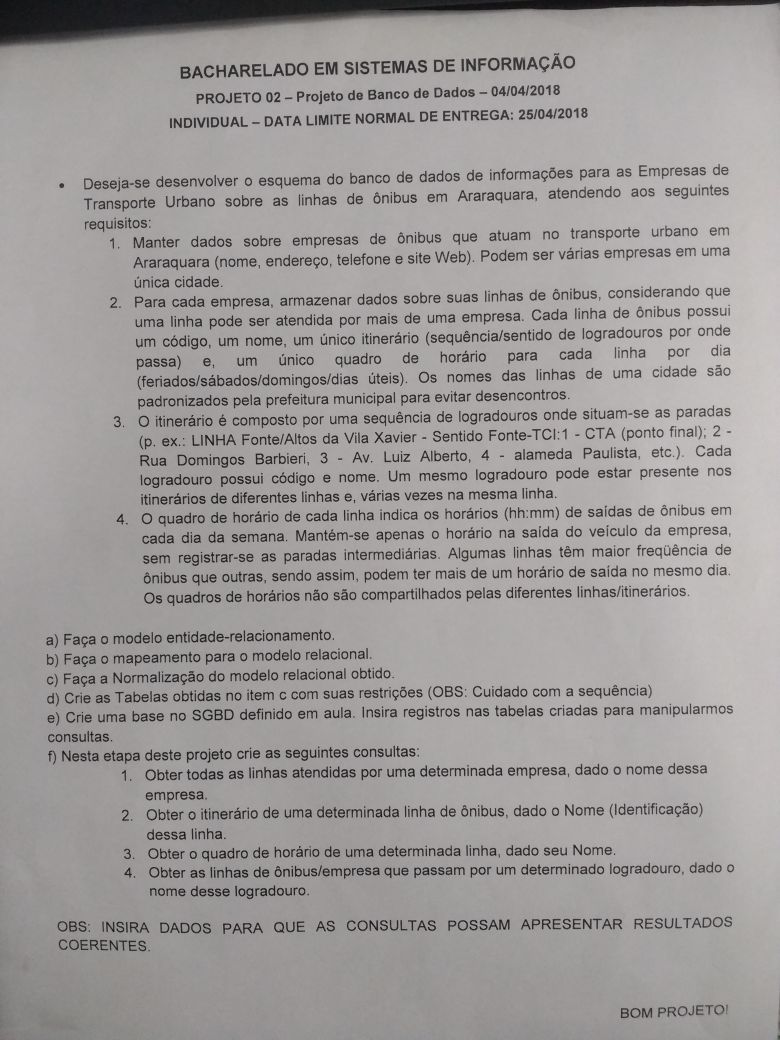 BACHARELADO EM SISTEMAS DE INFORMAÇÃO
PROJETO 02 – Projeto de Banco de Dados – 04/04/2018
INDIVIDUAL – DATA LIMITE NORMAL DE ENTREGA: 25/04/2018
• Deseja-se desenvolver o esquema do banco de dados de informações para as Empresas de
Transporte Urbano sobre as linhas de ônibus em Araraquara, atendendo aos seguintes
requisitos:
1. Manter dados sobre empresas de ônibus que atuam no transporte urbano em
Araraquara (nome, endereço, telefone e site Web). Podem ser várias empresas em uma
única cidade.
2. Para cada empresa, armazenar dados sobre suas linhas de ônibus, considerando que
uma linha pode ser atendida por mais de uma empresa. Cada linha de ônibus possui
um código, um nome, um único itinerário (sequência/sentido de logradouros por onde
passa) e, um único quadro de horário para cada linha por dia
(feriados/sábados/domingos/dias úteis). Os nomes das linhas de uma cidade são
padronizados pela prefeitura municipal para evitar desencontros.
3. O itinerário é composto por uma sequência de logradouros onde situam-se as paradas
(p. ex.: LINHA Fonte/Altos da Vila Xavier - Sentido Fonte-TCI:1 - CTA (ponto final); 2 -
Rua Domingos Barbieri, 3 - Av. Luiz Alberto, 4 - alameda Paulista, etc.). Cada
logradouro possui código e nome. Um mesmo logradouro pode estar presente nos
itinerários de diferentes linhas e, várias vezes na mesma linha.
4. O quadro de horário de cada linha indica os horários (hh:mm) de saídas de ônibus em
cada dia da semana. Mantém-se apenas o horário na saída do veículo da empresa,
sem registrar-se as paradas intermediárias. Algumas linhas têm maior freqüência de
ônibus que outras, sendo assim, podem ter mais de um horário de saída no mesmo dia.
Os quadros de horários não são compartilhados pelas diferentes linhas/itinerários.
a) Faça o modelo entidade-relacionamento.
b) Faça o mapeamento para o modelo relacional.
c) Faça a Normalização do modelo relacional obtido.
d) Crie as Tabelas obtidas no item c com suas restrições (OBS: Cuidado com a sequência)
e) Crie uma base no SGBD definido em aula. Insira registros nas tabelas criadas para manipularmos
consultas.
f) Nesta etapa deste projeto crie as seguintes consultas:
1. Obter todas as linhas atendidas por uma determinada empresa, dado o nome dessa
empresa.
2. Obter o itinerário de uma determinada linha de ônibus, dado o Nome (Identificação)
dessa linha.
3. Obter o quadro de horário de uma determinada linha, dado seu Nome.
4. Obter as linhas de ônibus/empresa que passam por um determinado logradouro, dado o
nome desse logradouro.
OBS: INSIRA DADOS PARA QUE AS CONSULTAS POSSAM APRESENTAR RESULTADOS
COERENTES.
BOM PROJETO!